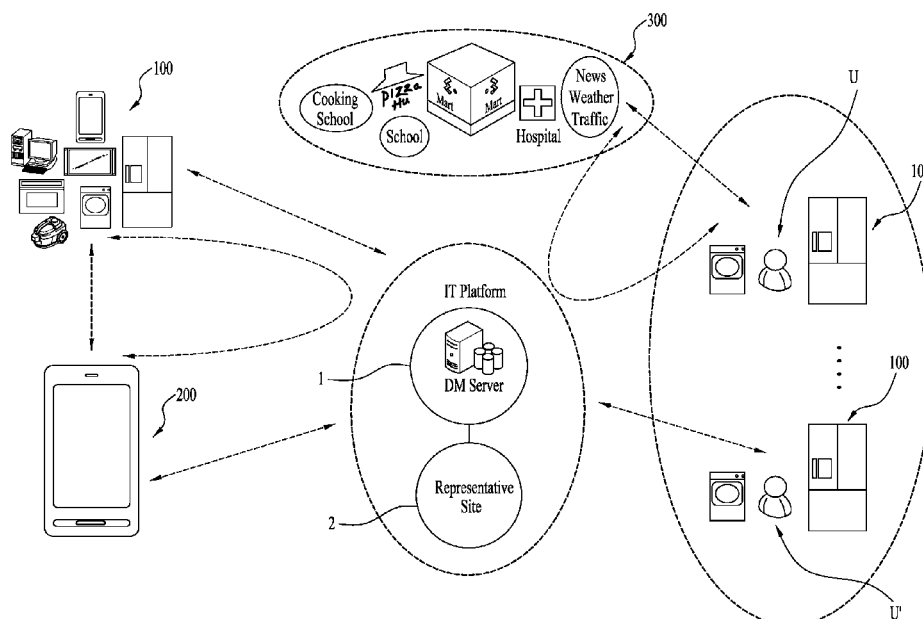 300
100
Cooking
School
pizza
Hu
School
Mart
Mart
Hospital
News
Weather
Traffic
U
10
IT Platform
1
DM Server
200
100
2
Representative
Site
U'